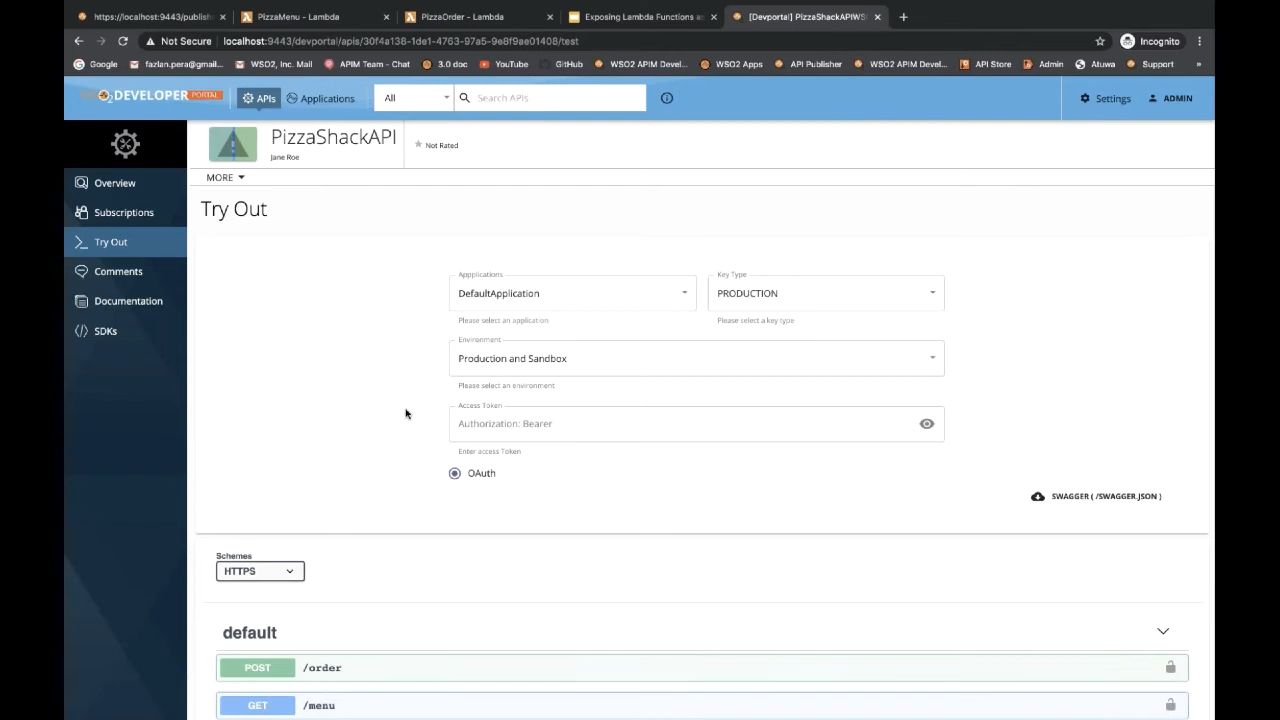 https://localhost:9443/publish
PizzaMenu - Lambda
PizzaOrder - Lambda
Exposing Lambda Functions as
[Devportal] PizzaShackAPIWS
Not Secure
localhost:9443/devportal/apis/30f4a138-1de1-4763-97a5-9e8f9ae01408/test
Incognito
Google
fazlan.pera@gmail...
WSO2, Inc. Mail
APIM Team - Chat
3.0 doc
YouTube
GitHub
WSO2 APIM Devel...
WSO2 Apps
API Publisher
WSO2 APIM Devel...
API Store
Admin
Atuwa
Support
»
DEVELOPER PORTAL
APIs
Applications
All
Search APIs
Settings
ADMIN
PizzaShackAPI
Jane Roe
Not Rated
MORE
Overview
Subscriptions
Try Out
Comments
Documentation
SDKs
Try Out
Appplications
DefaultApplication
Please select an application
Key Type
PRODUCTION
Please select a key type
Environment
Production and Sandbox
Please select an environment
Access Token
Authorization: Bearer
Enter access Token
OAuth
SWAGGER ( /SWAGGER.JSON )
Schemes
HTTPS
default
POST /order
GET /menu